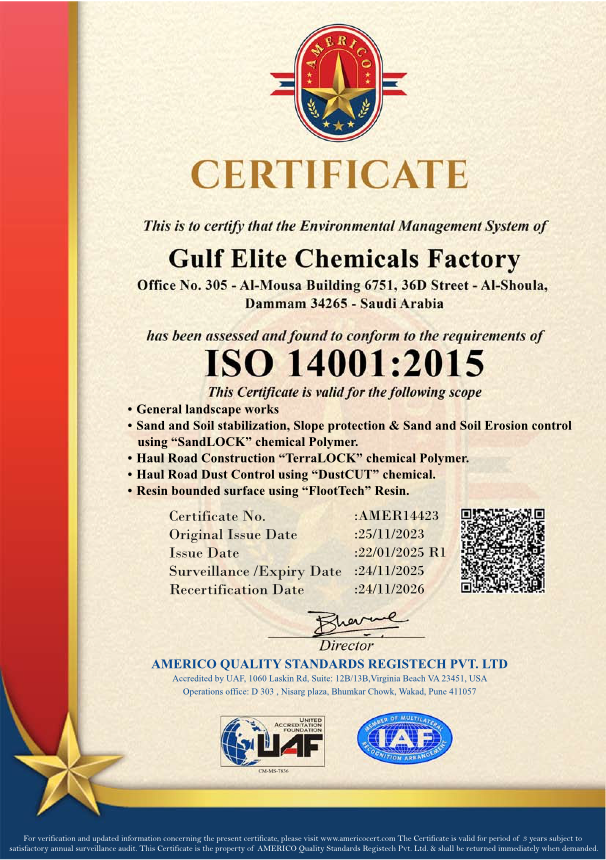 AMERICO
CERTIFICATE
This is to certify that the Environmental Management System of
Gulf Elite Chemicals Factory
Office No. 305 - Al-Mousa Building 6751, 36D Street - Al-Shoula,
Dammam 34265 - Saudi Arabia
has been assessed and found to conform to the requirements of
ISO 14001:2015
This Certificate is valid for the following scope
• General landscape works
• Sand and Soil stabilization, Slope protection & Sand and Soil Erosion control
using “SandLOCK” chemical Polymer.
• Haul Road Construction “TerraLOCK” chemical Polymer.
• Haul Road Dust Control using “DustCUT” chemical.
• Resin bounded surface using “FlootTech” Resin.
Certificate No. :AMER14423
Original Issue Date :25/11/2023
Issue Date :22/01/2025 R1
Surveillance /Expiry Date :24/11/2025
Recertification Date :24/11/2026
Director
AMERICO QUALITY STANDARDS REGISTECH PVT. LTD
Accredited by UAF, 1060 Laskin Rd, Suite: 12B/13B,Virginia Beach VA 23451, USA
Operations office: D 303 , Nisarg plaza, Bhumkar Chowk, Wakad, Pune 411057
UNITED
ACCREDITATION
FOUNDATION
UAF
CM-MS-7836
MEMBER OF MULTILATERAL
IAF
RECOGNITION ARRANGEMENT
For verification and updated information concerning the present certificate, please visit www.americocert.com The Certificate is valid for period of 3 years subject to
satisfactory annual surveillance audit. This Certificate is the property of AMERICO Quality Standards Registech Pvt. Ltd. & shall be returned immediately when demanded.